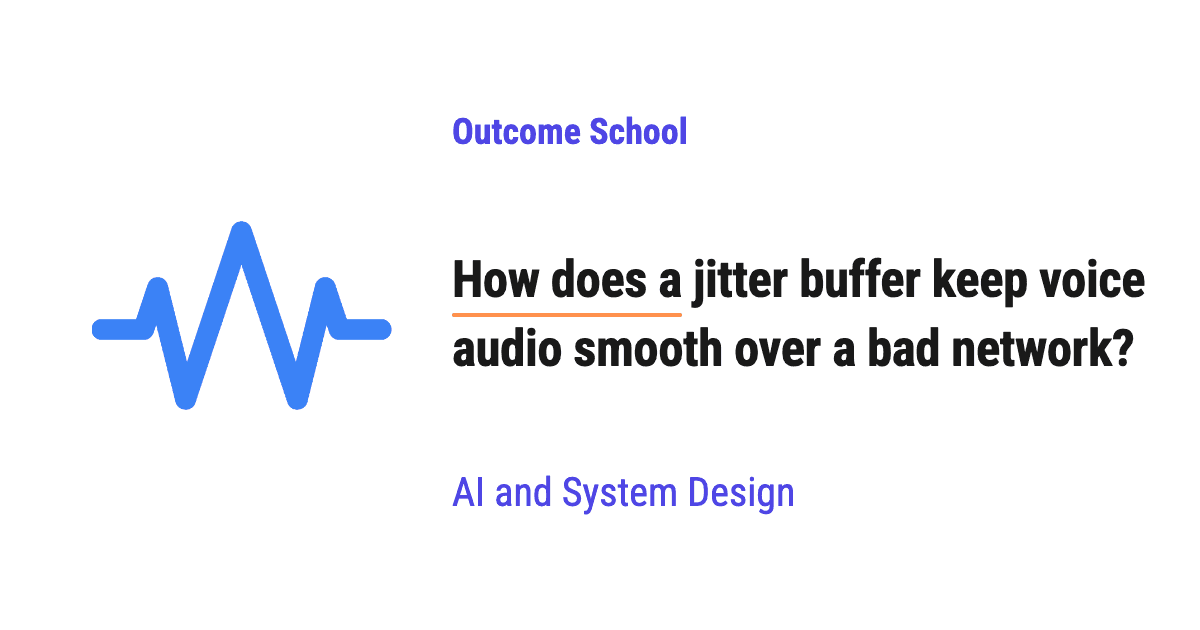 Outcome School
How does a jitter buffer keep voice
audio smooth over a bad network?
AI and System Design